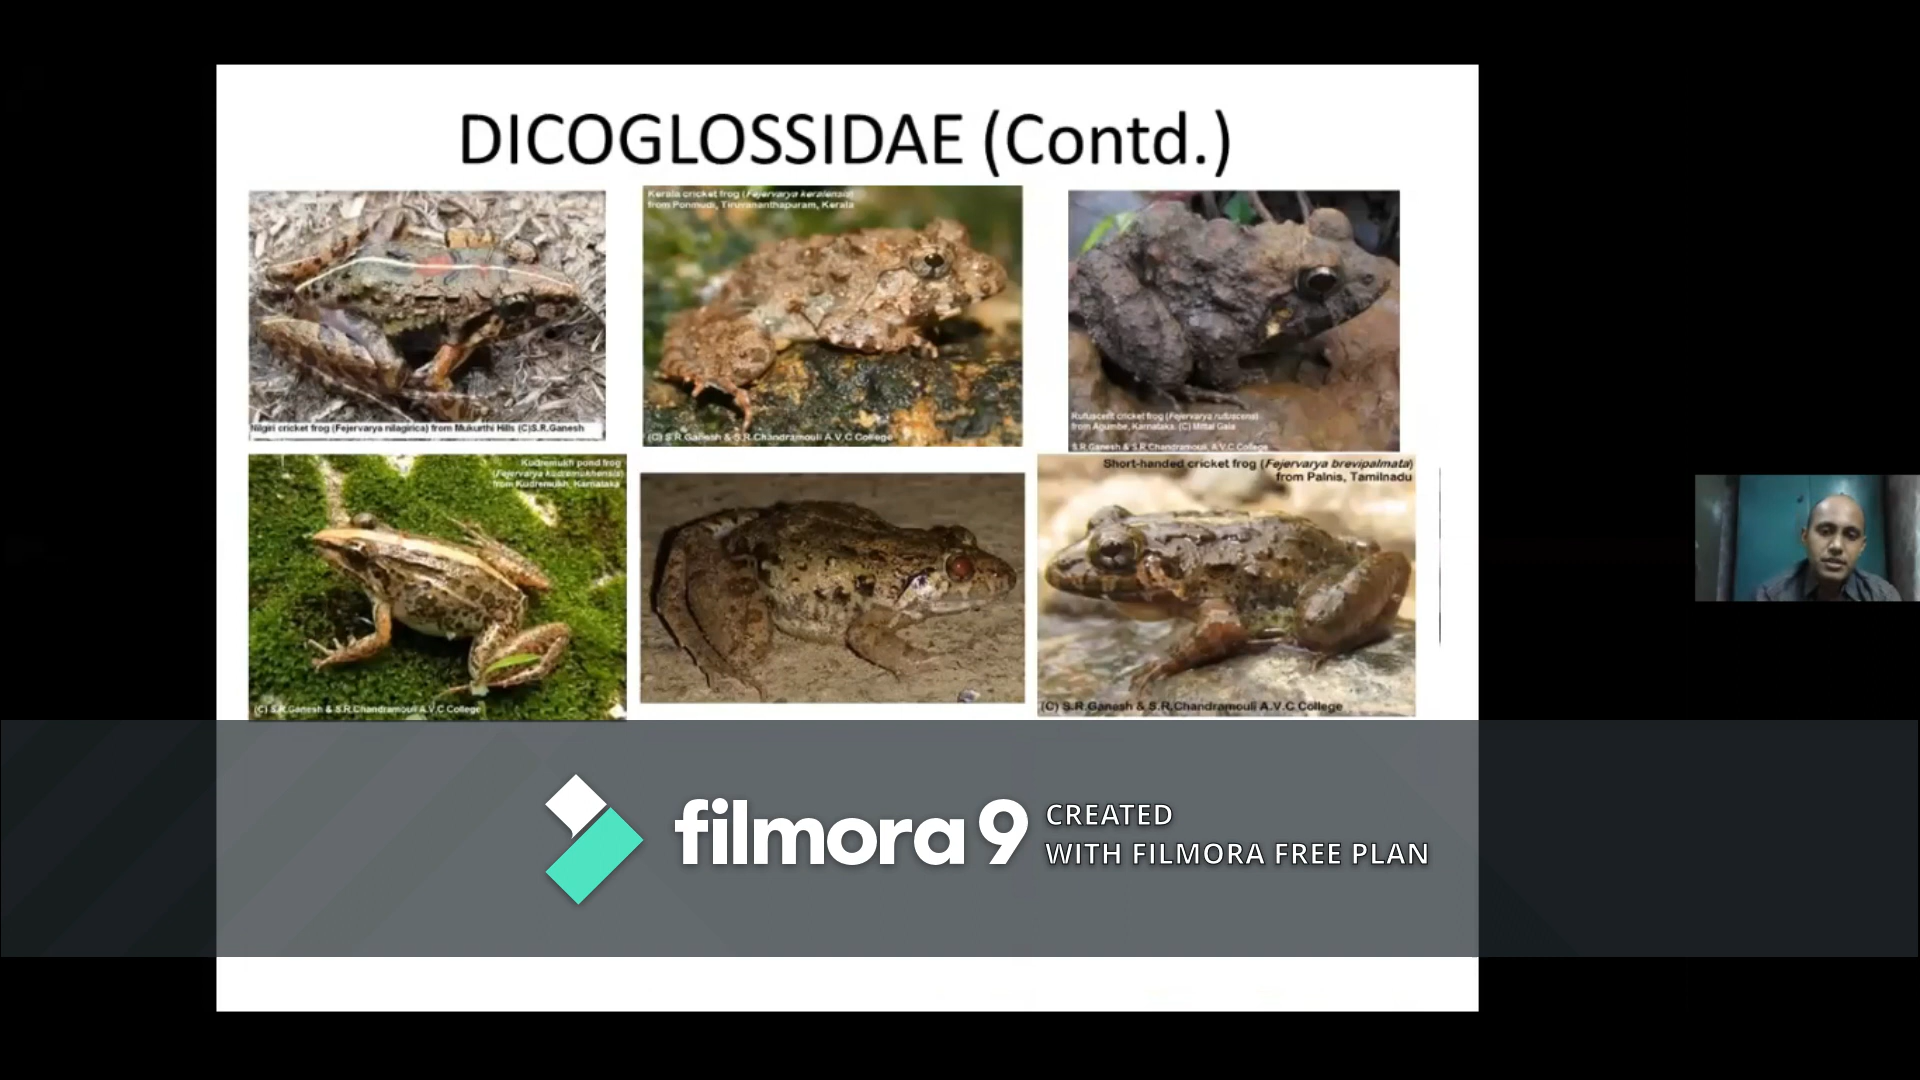 DICOGLOSSIDAE (Contd.)
Nilgiri cricket frog (Fejervarya nilagirica) from Mukurthi Hills (C)S.R.Ganesh
Kerala cricket frog (Fejervarya keralensis)
from Ponmudi, Tiruvananthapuram, Kerala
(C) S.R.Ganesh & S.R.Chandramouli A.V.C College
Rufuscent cricket frog (Fejervarya rufescens)
from Agumbe, Karnataka. (C) Mittal Gala
S.R.Ganesh & S.R.Chandramouli A.V.C College
Kudremukh pond frog
(Fejervarya kudremukhensis)
from Kudremukh, Karnataka
(C) S.R.Ganesh & S.R.Chandramouli A.V.C College
Short-handed cricket frog (Fejervarya brevipalmata)
from Palnis, Tamilnadu
(C) S.R.Ganesh & S.R.Chandramouli A.V.C College
filmora 9
CREATED
WITH FILMORA FREE PLAN